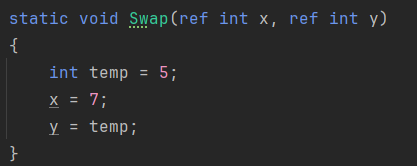 static void Swap(ref int x, ref int y)
{
    int temp = 5;
    x = 7;
    y = temp;
}